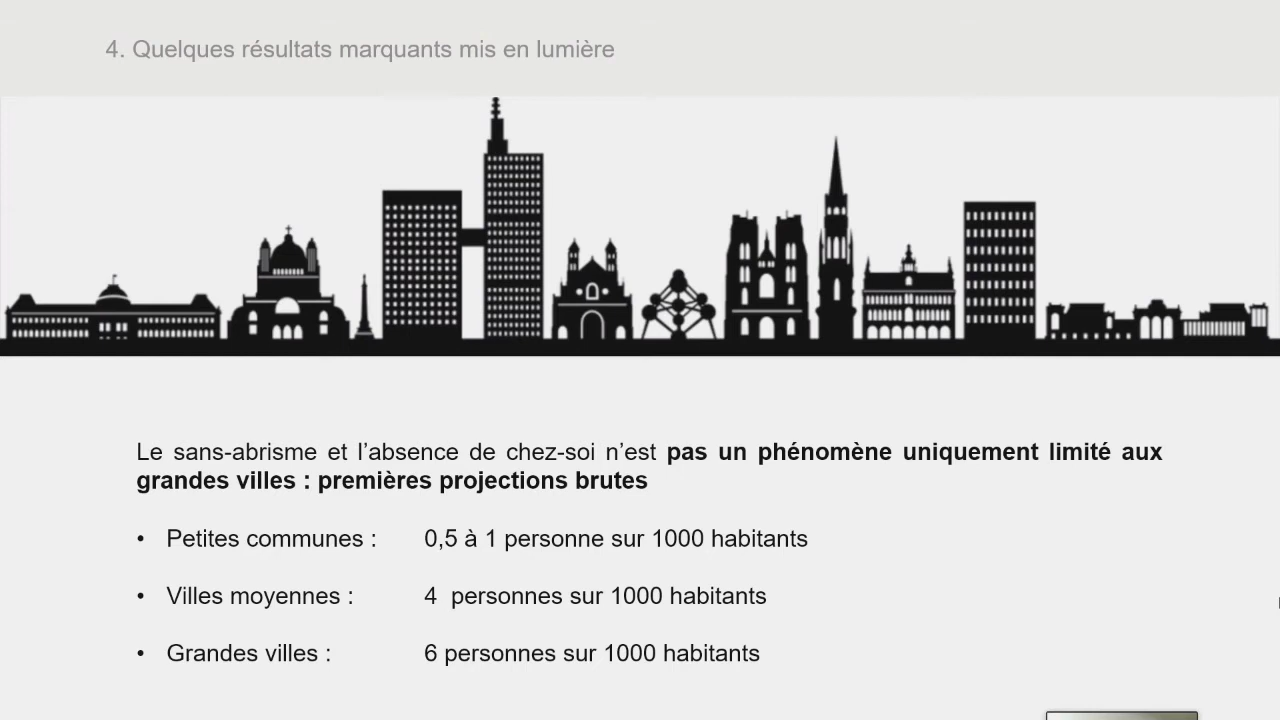 4. Quelques résultats marquants mis en lumière
Le sans-abrisme et l’absence de chez-soi n’est pas un phénomène uniquement limité aux
grandes villes : premières projections brutes
• Petites communes : 0,5 à 1 personne sur 1000 habitants
• Villes moyennes : 4 personnes sur 1000 habitants
• Grandes villes : 6 personnes sur 1000 habitants